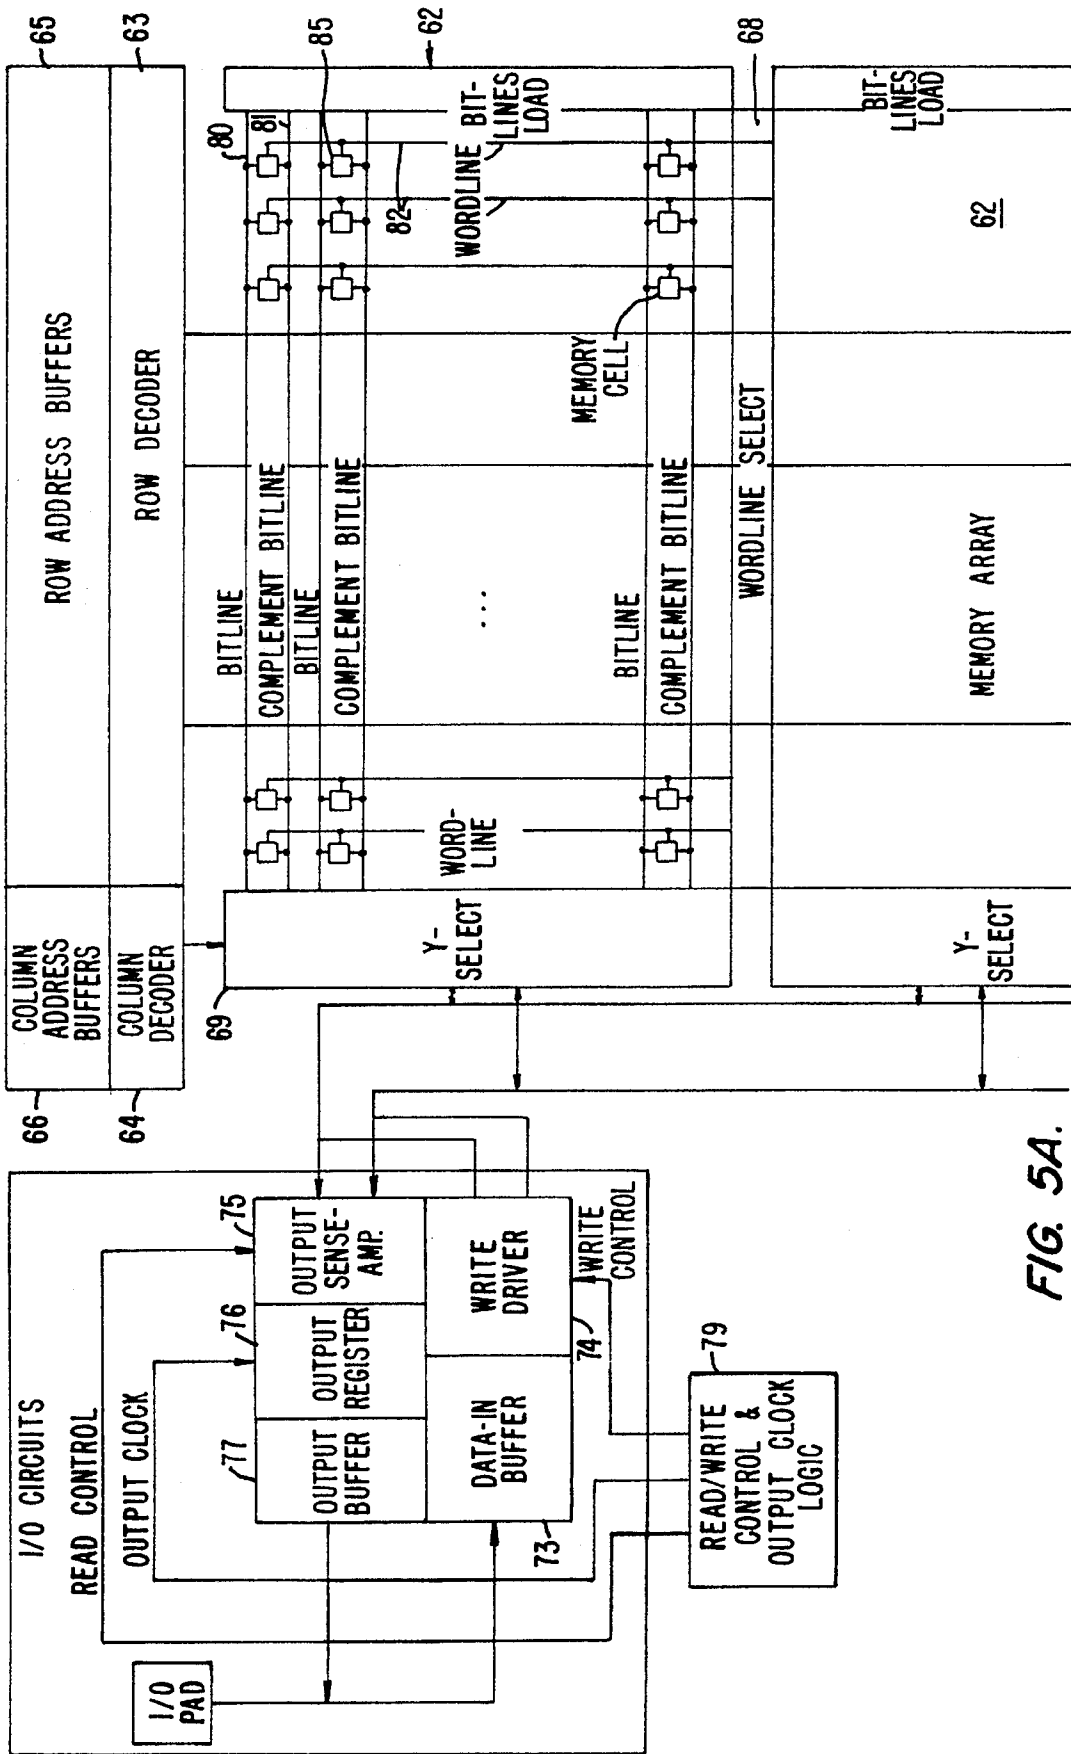 66
COLUMN
ADDRESS
BUFFERS
ROW ADDRESS BUFFERS
65
64
COLUMN
DECODER
ROW DECODER
63
I/O CIRCUITS
READ CONTROL
OUTPUT CLOCK
I/O
PAD
77
OUTPUT
BUFFER
76
OUTPUT
REGISTER
75
OUTPUT
SENSE-
AMP.
73
DATA-IN
BUFFER
74
WRITE
DRIVER
WRITE
CONTROL
79
READ/WRITE
CONTROL &
OUTPUT CLOCK
LOGIC
69
Y-
SELECT
BITLINE
COMPLEMENT BITLINE
BITLINE
COMPLEMENT BITLINE
...
BITLINE
COMPLEMENT BITLINE
WORD-
LINE
80
81
85
82
WORDLINE
BIT-
LINES
LOAD
62
MEMORY
CELL
WORDLINE SELECT
68
Y-
SELECT
MEMORY ARRAY
62
BIT-
LINES
LOAD
FIG. 5A.